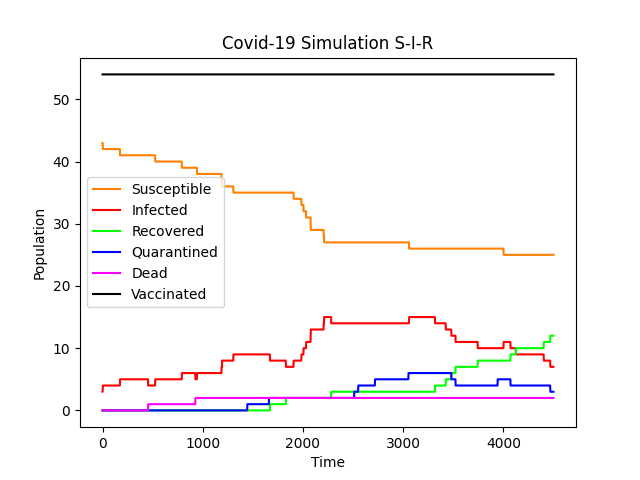 Covid-19 Simulation S-I-R
Population
50
40
30
20
10
0
Susceptible
Infected
Recovered
Quarantined
Dead
Vaccinated
0 1000 2000 3000 4000
Time